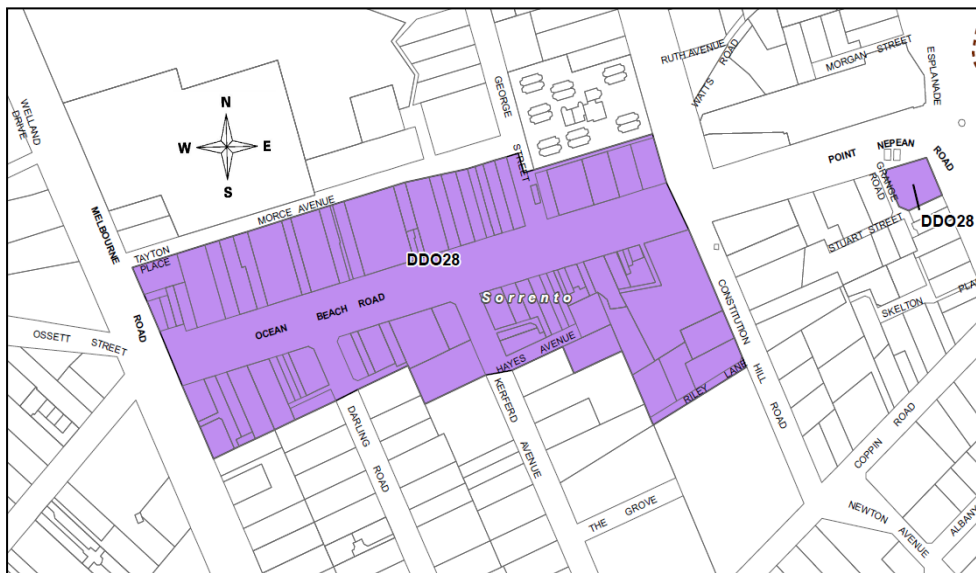 RUTH AVENUE
WATTS ROAD
MORGAN STREET
ESPLANADE
WELLAND
DRIVE
N
W
E
S
GEORGE
STREET
POINT NEPEAN ROAD
GRANGE
ROAD
DDO28
STUART STREET
SKELTON
MORCE AVENUE
TAYTON
PLACE
MELBOURNE
ROAD
DDO28
Sorrento
OCEAN BEACH ROAD
OSSETT STREET
HAYES AVENUE
CONSTITUTION
HILL
ROAD
RILEY LANE
DARLING
ROAD
KERFERD
AVENUE
COPPIN ROAD
THE GROVE
NEWTON
AVENUE
ALBANY